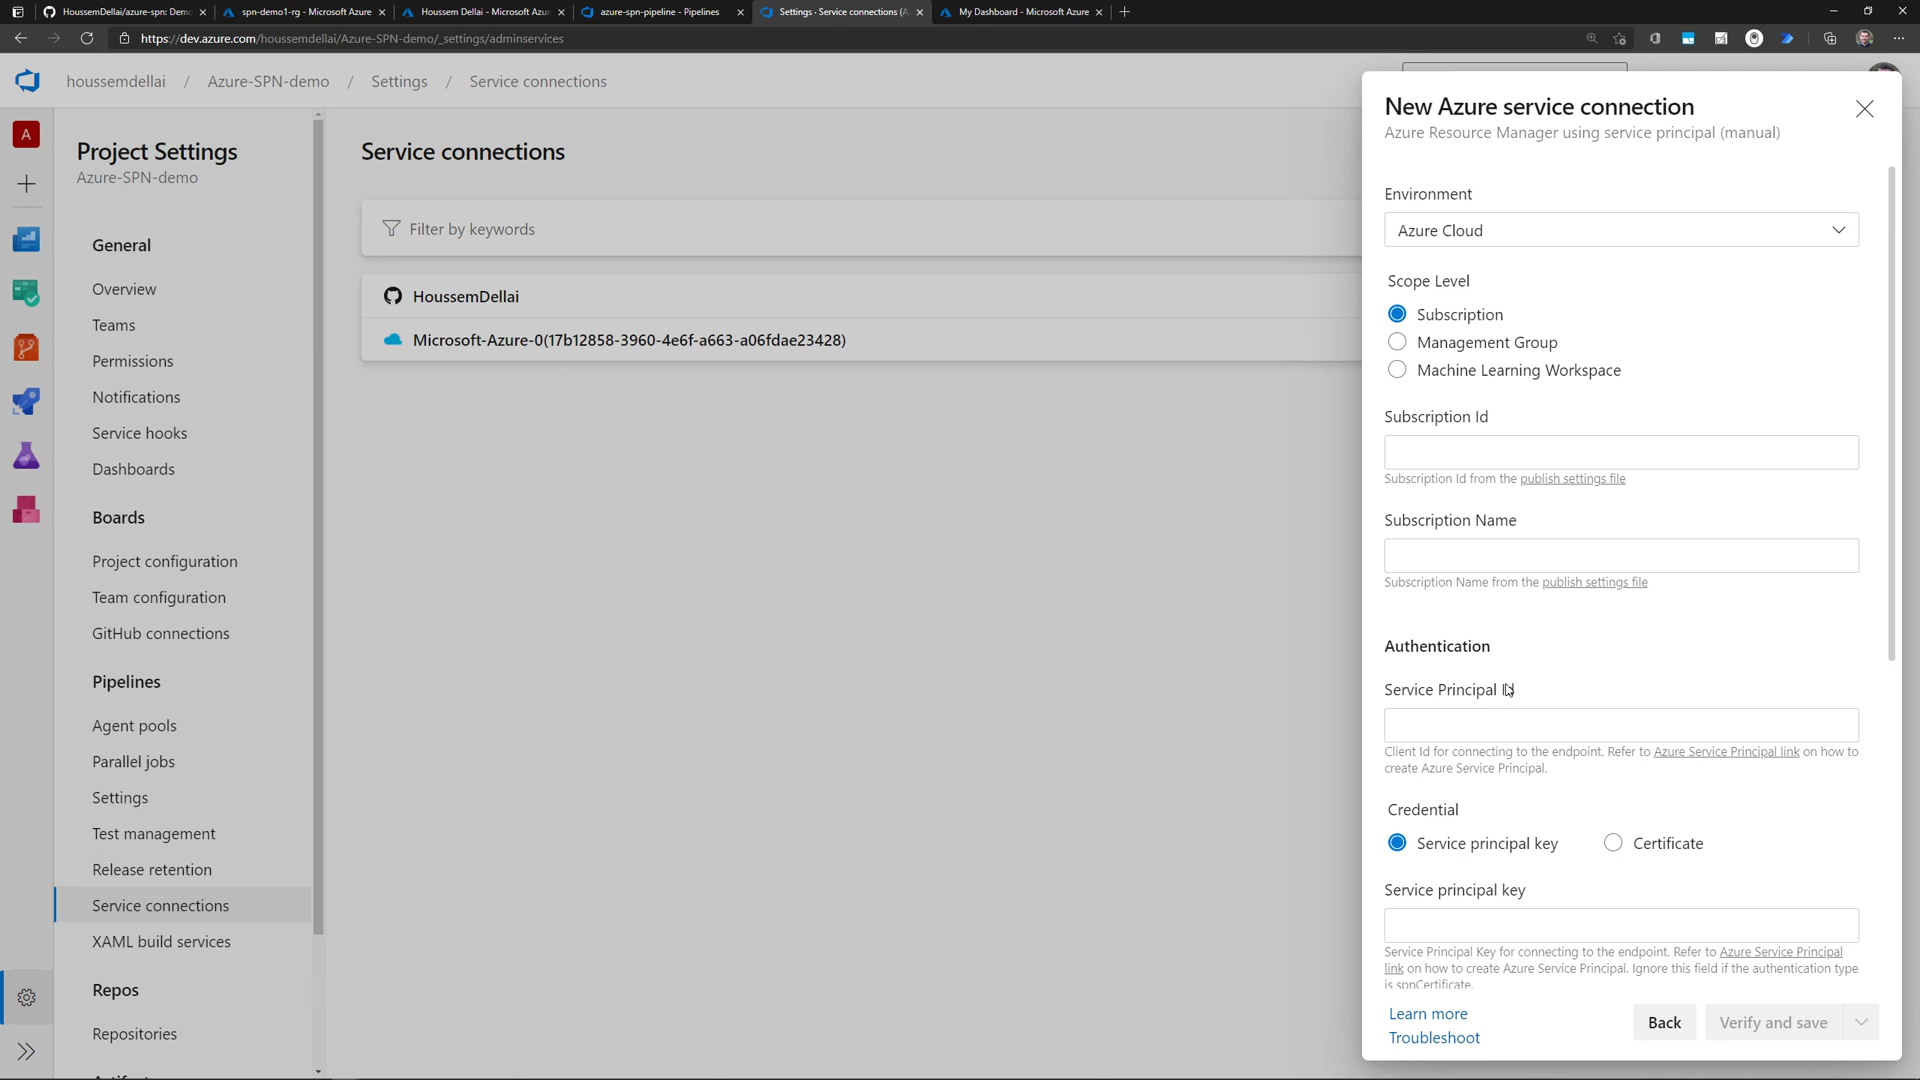 HoussemDellai/azure-spn: Demo
spn-demo1-rg - Microsoft Azure
Houssem Dellai - Microsoft Azur
azure-spn-pipeline - Pipelines
Settings · Service connections (A
My Dashboard - Microsoft Azure
https://dev.azure.com/houssemdellai/Azure-SPN-demo/_settings/adminservices
houssemdellai / Azure-SPN-demo / Settings / Service connections
A
Project Settings
Azure-SPN-demo
General
Overview
Teams
Permissions
Notifications
Service hooks
Dashboards
Boards
Project configuration
Team configuration
GitHub connections
Pipelines
Agent pools
Parallel jobs
Settings
Test management
Release retention
Service connections
XAML build services
Repos
Repositories
Service connections
Filter by keywords
HoussemDellai
Microsoft-Azure-0(17b12858-3960-4e6f-a663-a06fdae23428)
New Azure service connection
Azure Resource Manager using service principal (manual)
Environment
Azure Cloud
Scope Level
Subscription
Management Group
Machine Learning Workspace
Subscription Id
Subscription Id from the publish settings file
Subscription Name
Subscription Name from the publish settings file
Authentication
Service Principal Id
Client Id for connecting to the endpoint. Refer to Azure Service Principal link on how to
create Azure Service Principal.
Credential
Service principal key
Certificate
Service principal key
Service Principal Key for connecting to the endpoint. Refer to Azure Service Principal
link on how to create Azure Service Principal. Ignore this field if the authentication type
is spnCertificate.
Learn more
Troubleshoot
Back
Verify and save